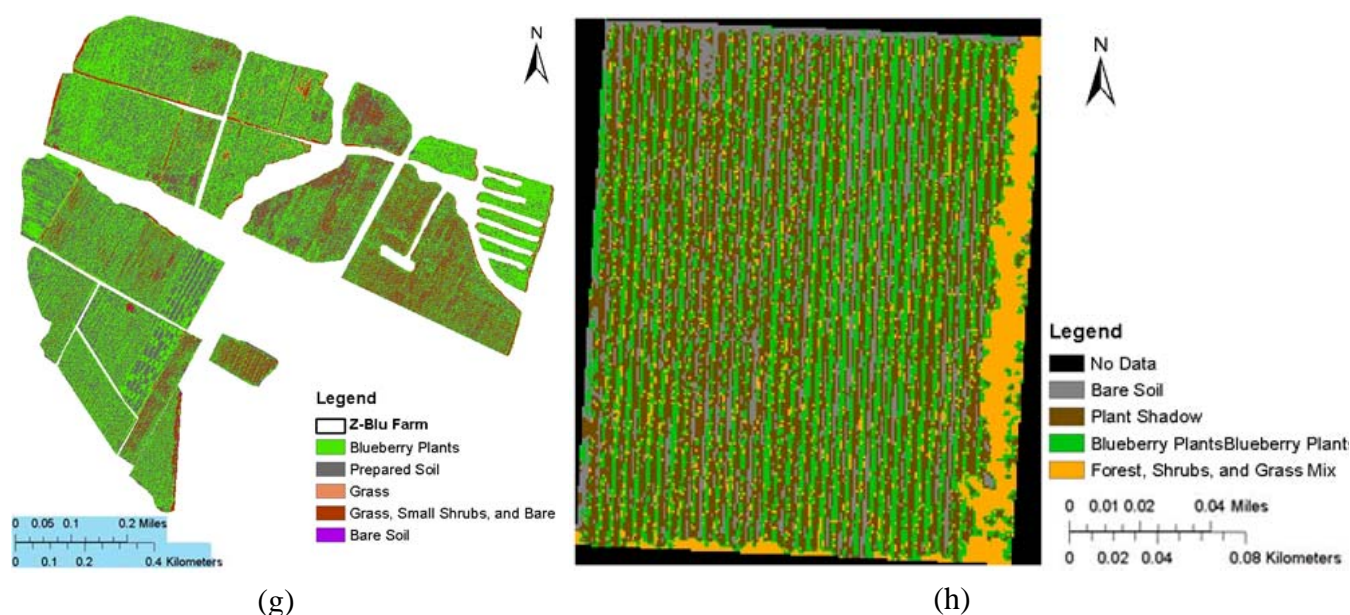 N
Legend
Z-Blu Farm
Blueberry Plants
Prepared Soil
Grass
Grass, Small Shrubs, and Bare
Bare Soil
0 0.05 0.1 0.2 Miles
0 0.1 0.2 0.4 Kilometers
(g)
N
Legend
No Data
Bare Soil
Plant Shadow
Blueberry PlantsBlueberry Plants
Forest, Shrubs, and Grass Mix
0 0.01 0.02 0.04 Miles
0 0.02 0.04 0.08 Kilometers
(h)